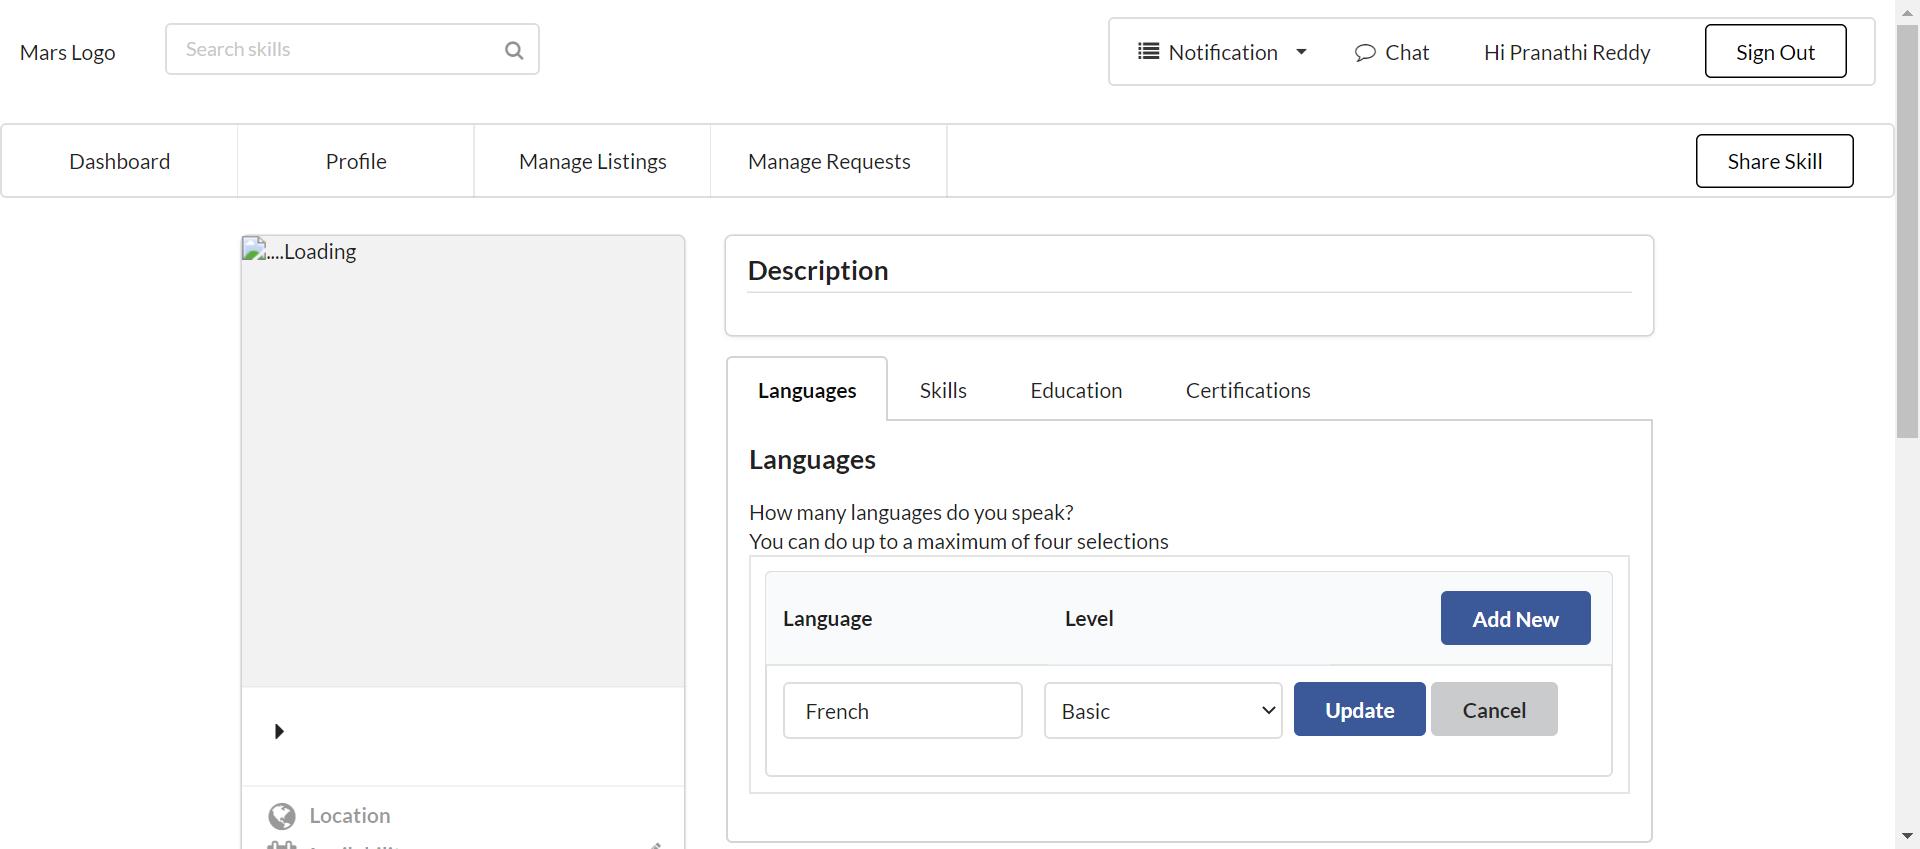 Mars Logo
Search skills
Notification
Chat
Hi Pranathi Reddy
Sign Out
Dashboard
Profile
Manage Listings
Manage Requests
Share Skill
....Loading
Description
Languages
Skills
Education
Certifications
Languages
How many languages do you speak?
You can do up to a maximum of four selections
Language
Level
Add New
French
Basic
Update
Cancel
Location